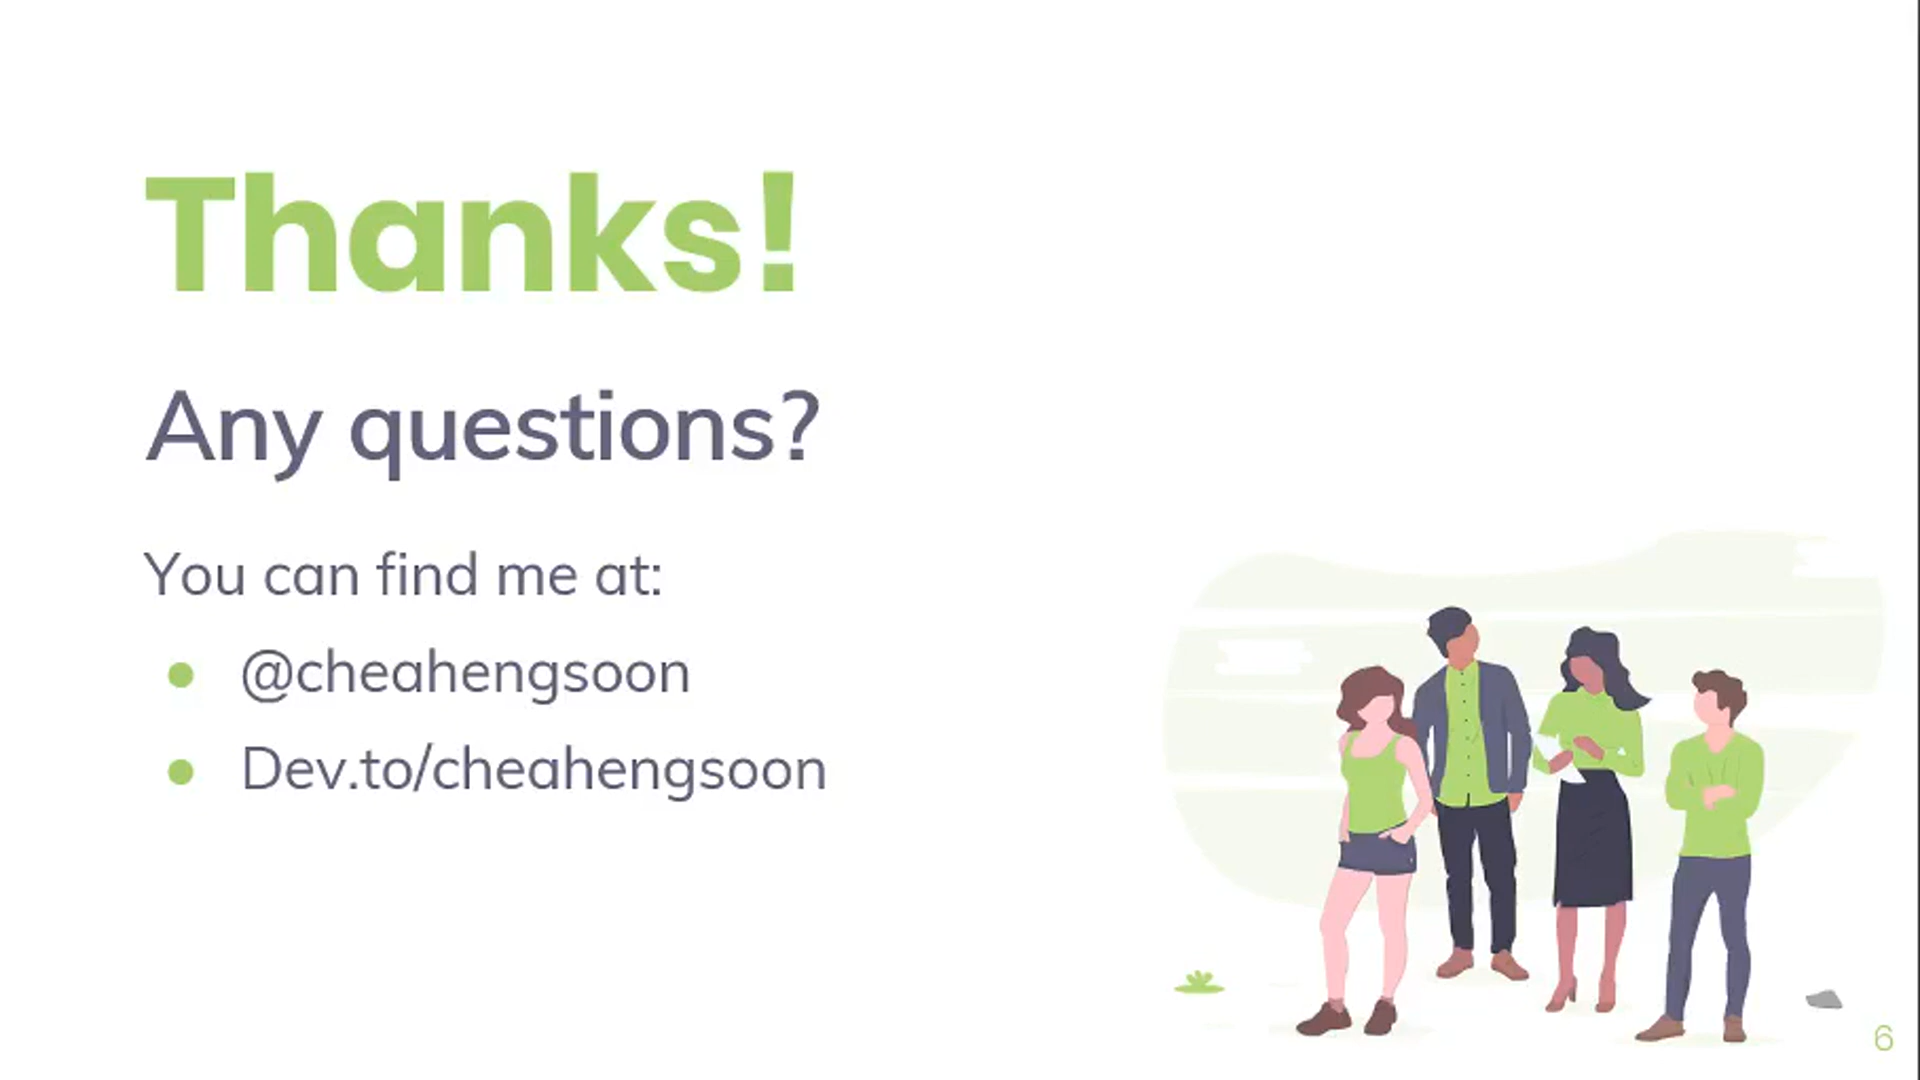 Thanks!
Any questions?
You can find me at:
@cheahengsoon
Dev.to/cheahengsoon
6